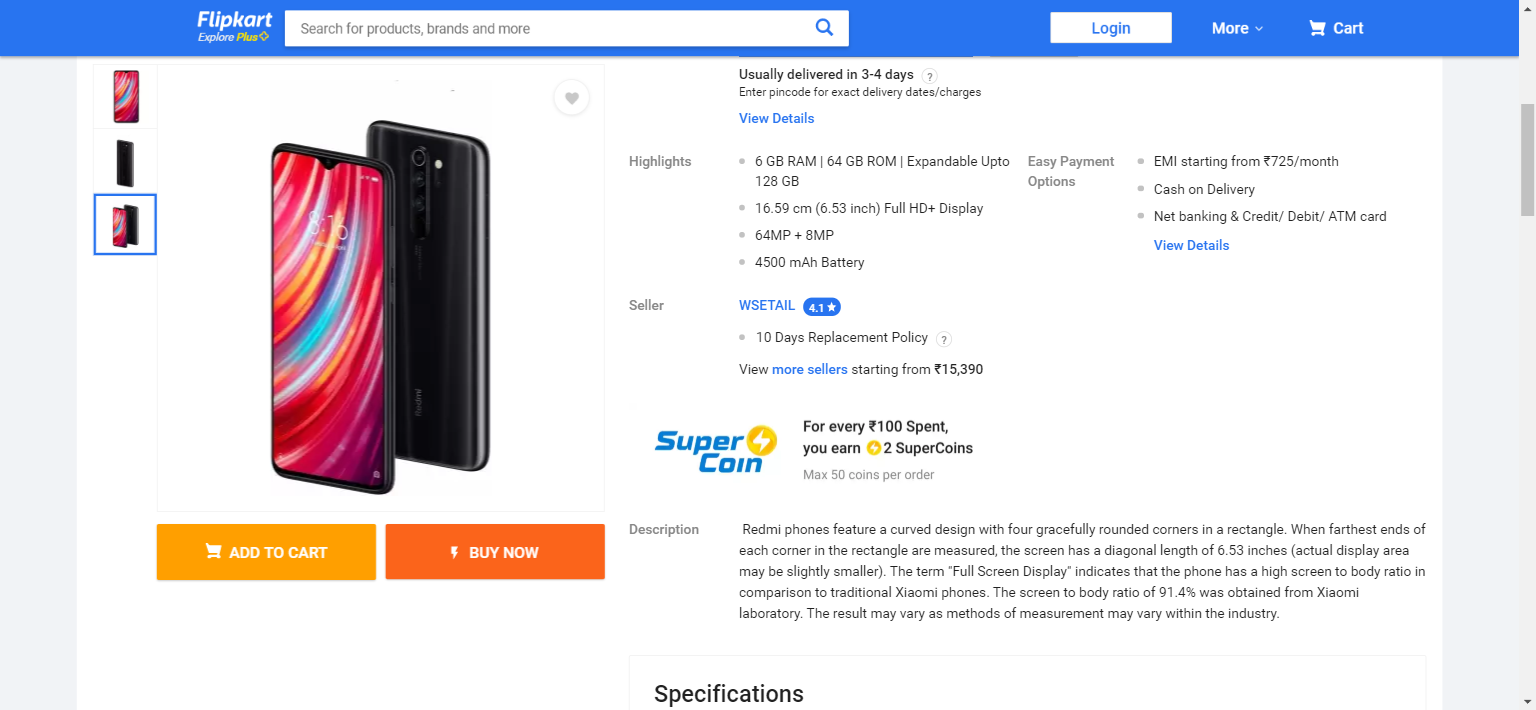 Flipkart
Explore Plus
Search for products, brands and more
Login
More
Cart
Usually delivered in 3-4 days ?
Enter pincode for exact delivery dates/charges
View Details
Highlights
6 GB RAM | 64 GB ROM | Expandable Upto
128 GB
16.59 cm (6.53 inch) Full HD+ Display
64MP + 8MP
4500 mAh Battery
Easy Payment
Options
EMI starting from ₹725/month
Cash on Delivery
Net banking & Credit/ Debit/ ATM card
View Details
Seller
WSETAIL 4.1★
10 Days Replacement Policy ?
View more sellers starting from ₹15,390
Super
Coin
For every ₹100 Spent,
you earn 2 SuperCoins
Max 50 coins per order
Description
Redmi phones feature a curved design with four gracefully rounded corners in a rectangle. When farthest ends of
each corner in the rectangle are measured, the screen has a diagonal length of 6.53 inches (actual display area
may be slightly smaller). The term "Full Screen Display" indicates that the phone has a high screen to body ratio in
comparison to traditional Xiaomi phones. The screen to body ratio of 91.4% was obtained from Xiaomi
laboratory. The result may vary as methods of measurement may vary within the industry.
8:15
Redmi
ADD TO CART
BUY NOW
Specifications